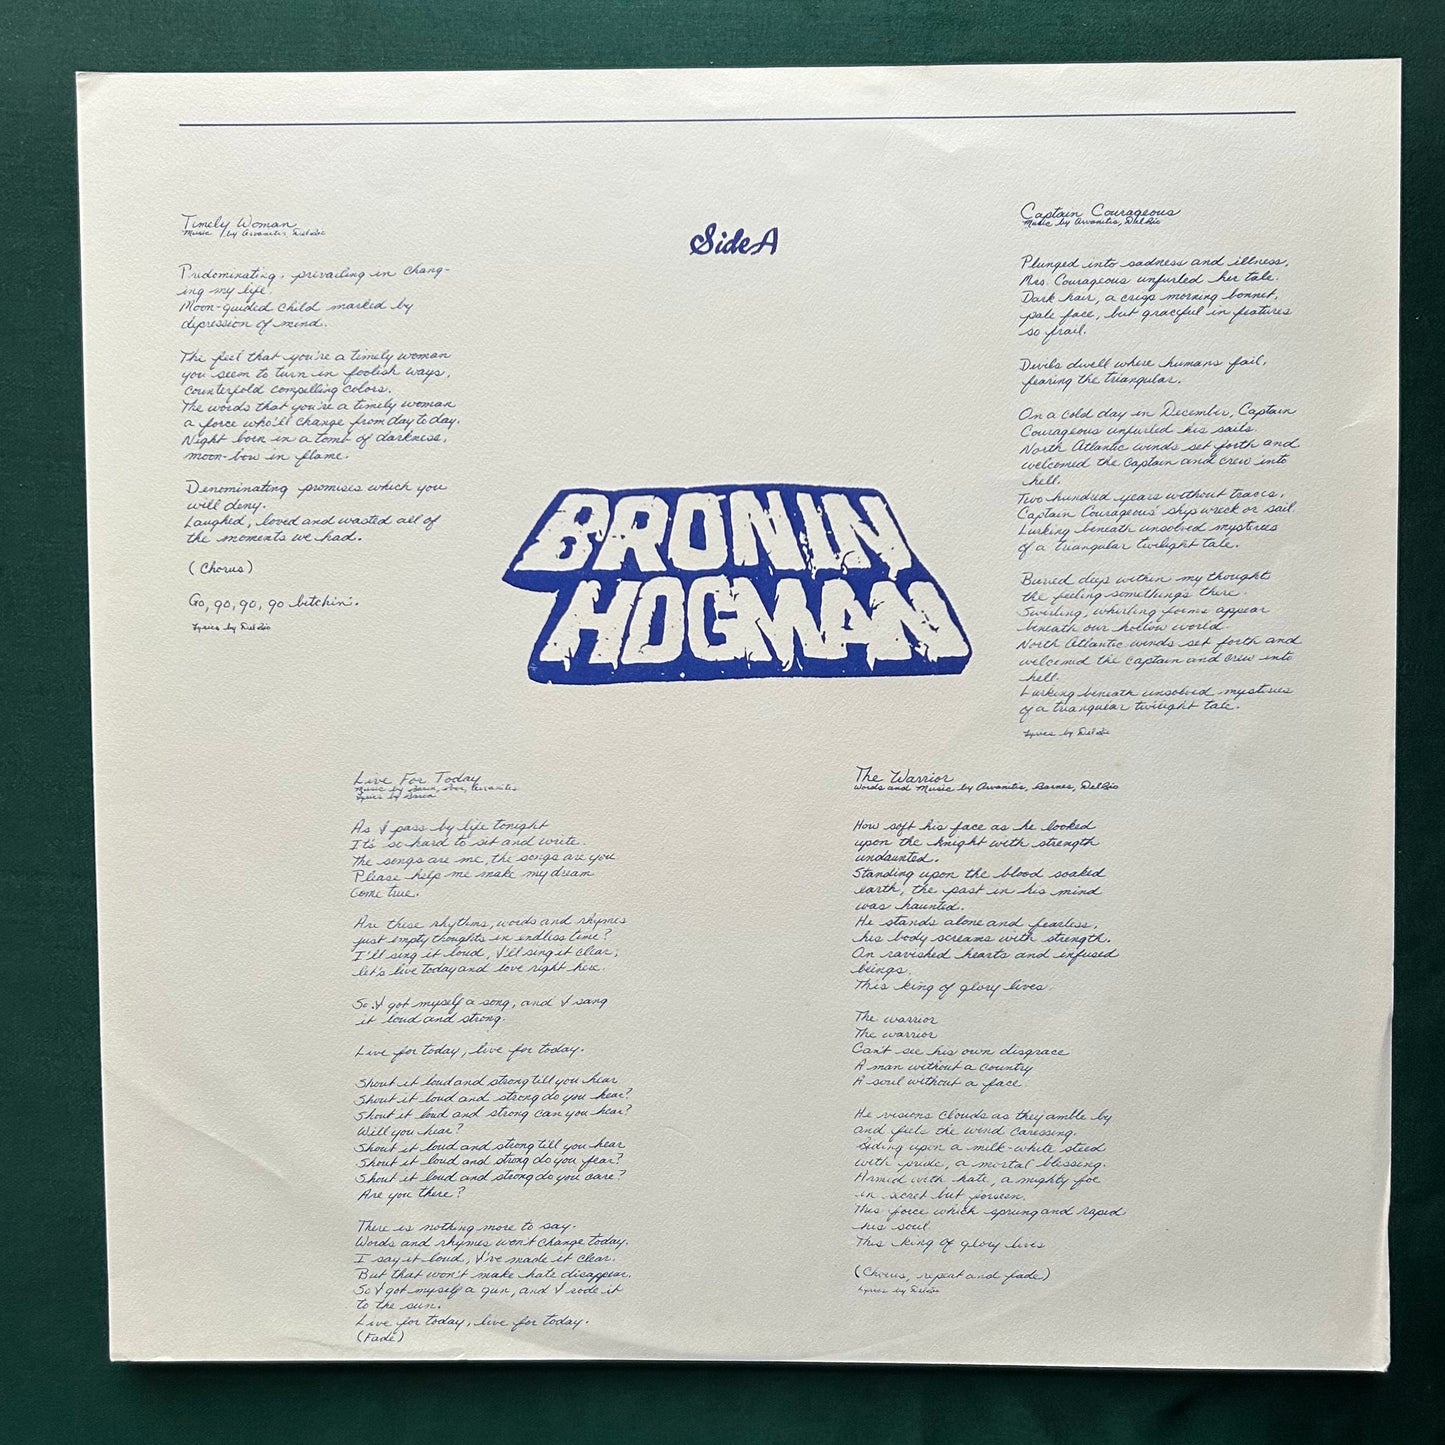 Side A
BRONIN
HOGMAN
Timely Woman
Music by Arvanitis, DelRio
Predominating, prevailing in chang-
ing my life.
Moon-guided child marked by
depression of mind.
The feel that you're a timely woman
you seem to turn in foolish ways,
counterfold compelling colors.
The words that you're a timely woman
a force who'll change from day to day.
Night born in a tomb of darkness,
moon-bow in flame.
Denominating promises which you
will deny.
Laughed, loved and wasted all of
the moments we had.
(Chorus)
Go, go, go, go bitchin'.
Lyrics by DelRio
Captain Courageous
Music by Arvanitis, DelRio
Plunged into sadness and illness,
Mrs. Courageous unfurled her tale.
Dark hair, a crisp morning bonnet,
pale face, but graceful in features
so frail.
Devils dwell where humans fail,
fearing the triangular.
On a cold day in December, Captain
Courageous unfurled his sails.
North Atlantic winds set forth and
welcomed the Captain and crew into
hell.
Two hundred years without traces,
Captain Courageous' shipwreck or sail.
Lurking beneath unsolved mysteries
of a triangular twilight tale.
Buried deep within my thought
the feeling something's there.
Swirling, whirling forms appear
beneath our hollow world.
North Atlantic winds set forth and
welcomed the captain and crew into
hell.
Lurking beneath unsolved mysteries
of a triangular twilight tale.
Lyrics by DelRio
Live For Today
Music by Arvanitis
Lyrics by
As I pass by life tonight
It's so hard to sit and write.
The songs are me, the songs are you
Please help me make my dream
Come true.
Are these rhythms, words and rhymes
just empty thoughts in endless time?
I'll sing it loud, I'll sing it clear,
let's live today and love right here.
So I got myself a song, and I sang
it loud and strong.
Live for today, live for today.
Shout it loud and strong till you hear
Shout it loud and strong do you hear?
Shout it loud and strong can you hear?
Will you hear?
Shout it loud and strong till you hear
Shout it loud and strong do you fear?
Shout it loud and strong do you care?
Are you there?
There is nothing more to say.
Words and rhymes won't change today.
I say it loud, I've made it clear.
But that won't make hate disappear.
So I got myself a gun, and I rode it
to the sun.
Live for today, live for today.
(Fade)
The Warrior
Words and Music by Arvanitis, Barnes, DelRio
How soft his face as he looked
upon the knight with strength
undaunted.
Standing upon the blood soaked
earth, the past in his mind
was haunted.
He stands alone and fearless,
his body screams with strength.
On ravished hearts and infused
beings.
This king of glory lives.
The warrior
The warrior
Can't see his own disgrace
A man without a country
A soul without a face.
He visions clouds as they amble by
and feels the wind caressing.
Riding upon a milk-white steed
with pride, a mortal blessing.
Armed with hate, a mighty foe
in secret but forseen.
This force which sprung and raped
his soul.
This king of glory lives
(Chorus, repeat and fade)
Lyrics by DelRio